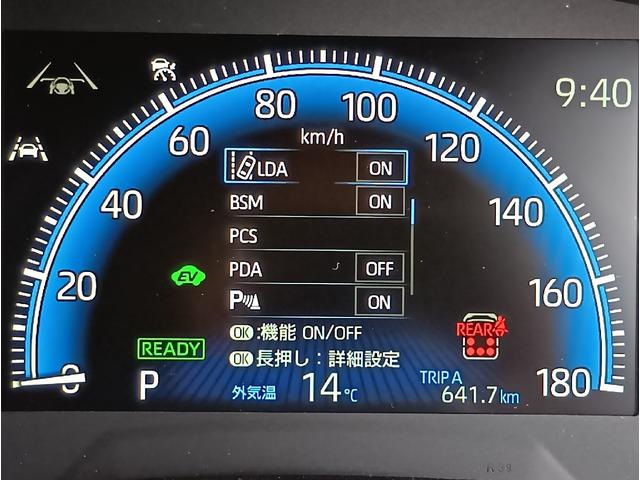 9:40
0
20
40
60
80
100
120
140
160
180
km/h
LDA ON
BSM ON
PCS
PDA OFF
P ON
OK:機能 ON/OFF
OK長押し:詳細設定
EV
READY
REAR
P
外気温 14℃
TRIP A
641.7 km